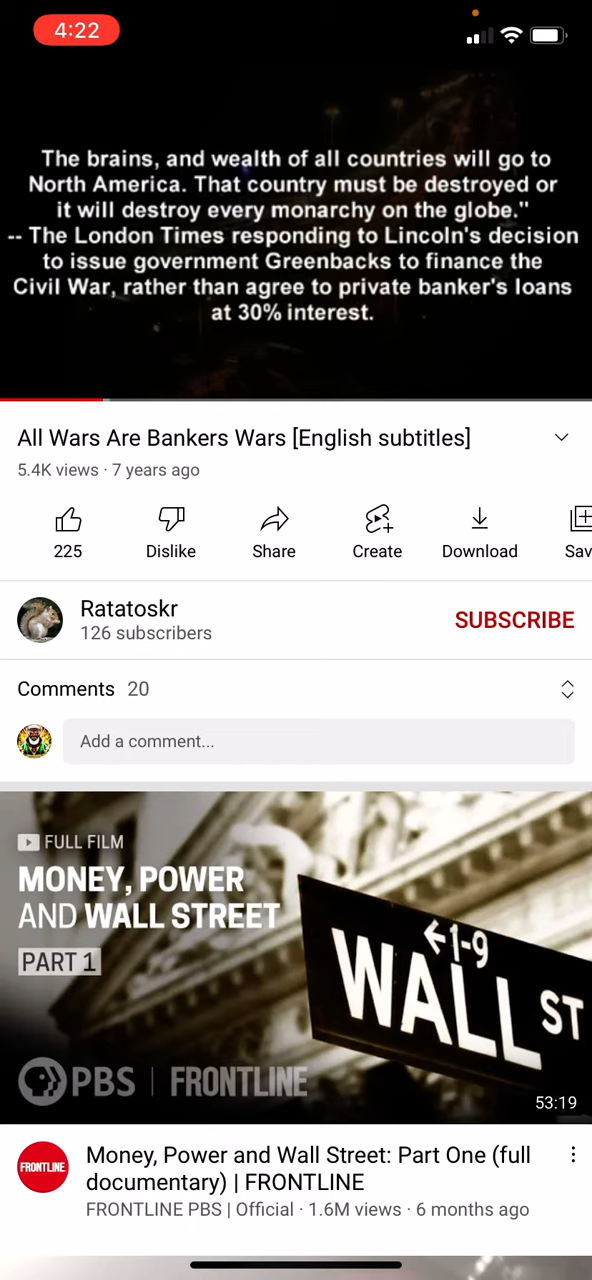 4:22
The brains, and wealth of all countries will go to
North America. That country must be destroyed or
it will destroy every monarchy on the globe."
-- The London Times responding to Lincoln's decision
to issue government Greenbacks to finance the
Civil War, rather than agree to private banker's loans
at 30% interest.
All Wars Are Bankers Wars [English subtitles]
5.4K views · 7 years ago
225
Dislike
Share
Create
Download
Sav
Ratatoskr
126 subscribers
SUBSCRIBE
Comments 20
Add a comment...
FULL FILM
MONEY, POWER
AND WALL STREET
PART 1
←1-9
WALL ST
PBS | FRONTLINE
53:19
FRONTLINE
Money, Power and Wall Street: Part One (full
documentary) | FRONTLINE
FRONTLINE PBS | Official · 1.6M views · 6 months ago